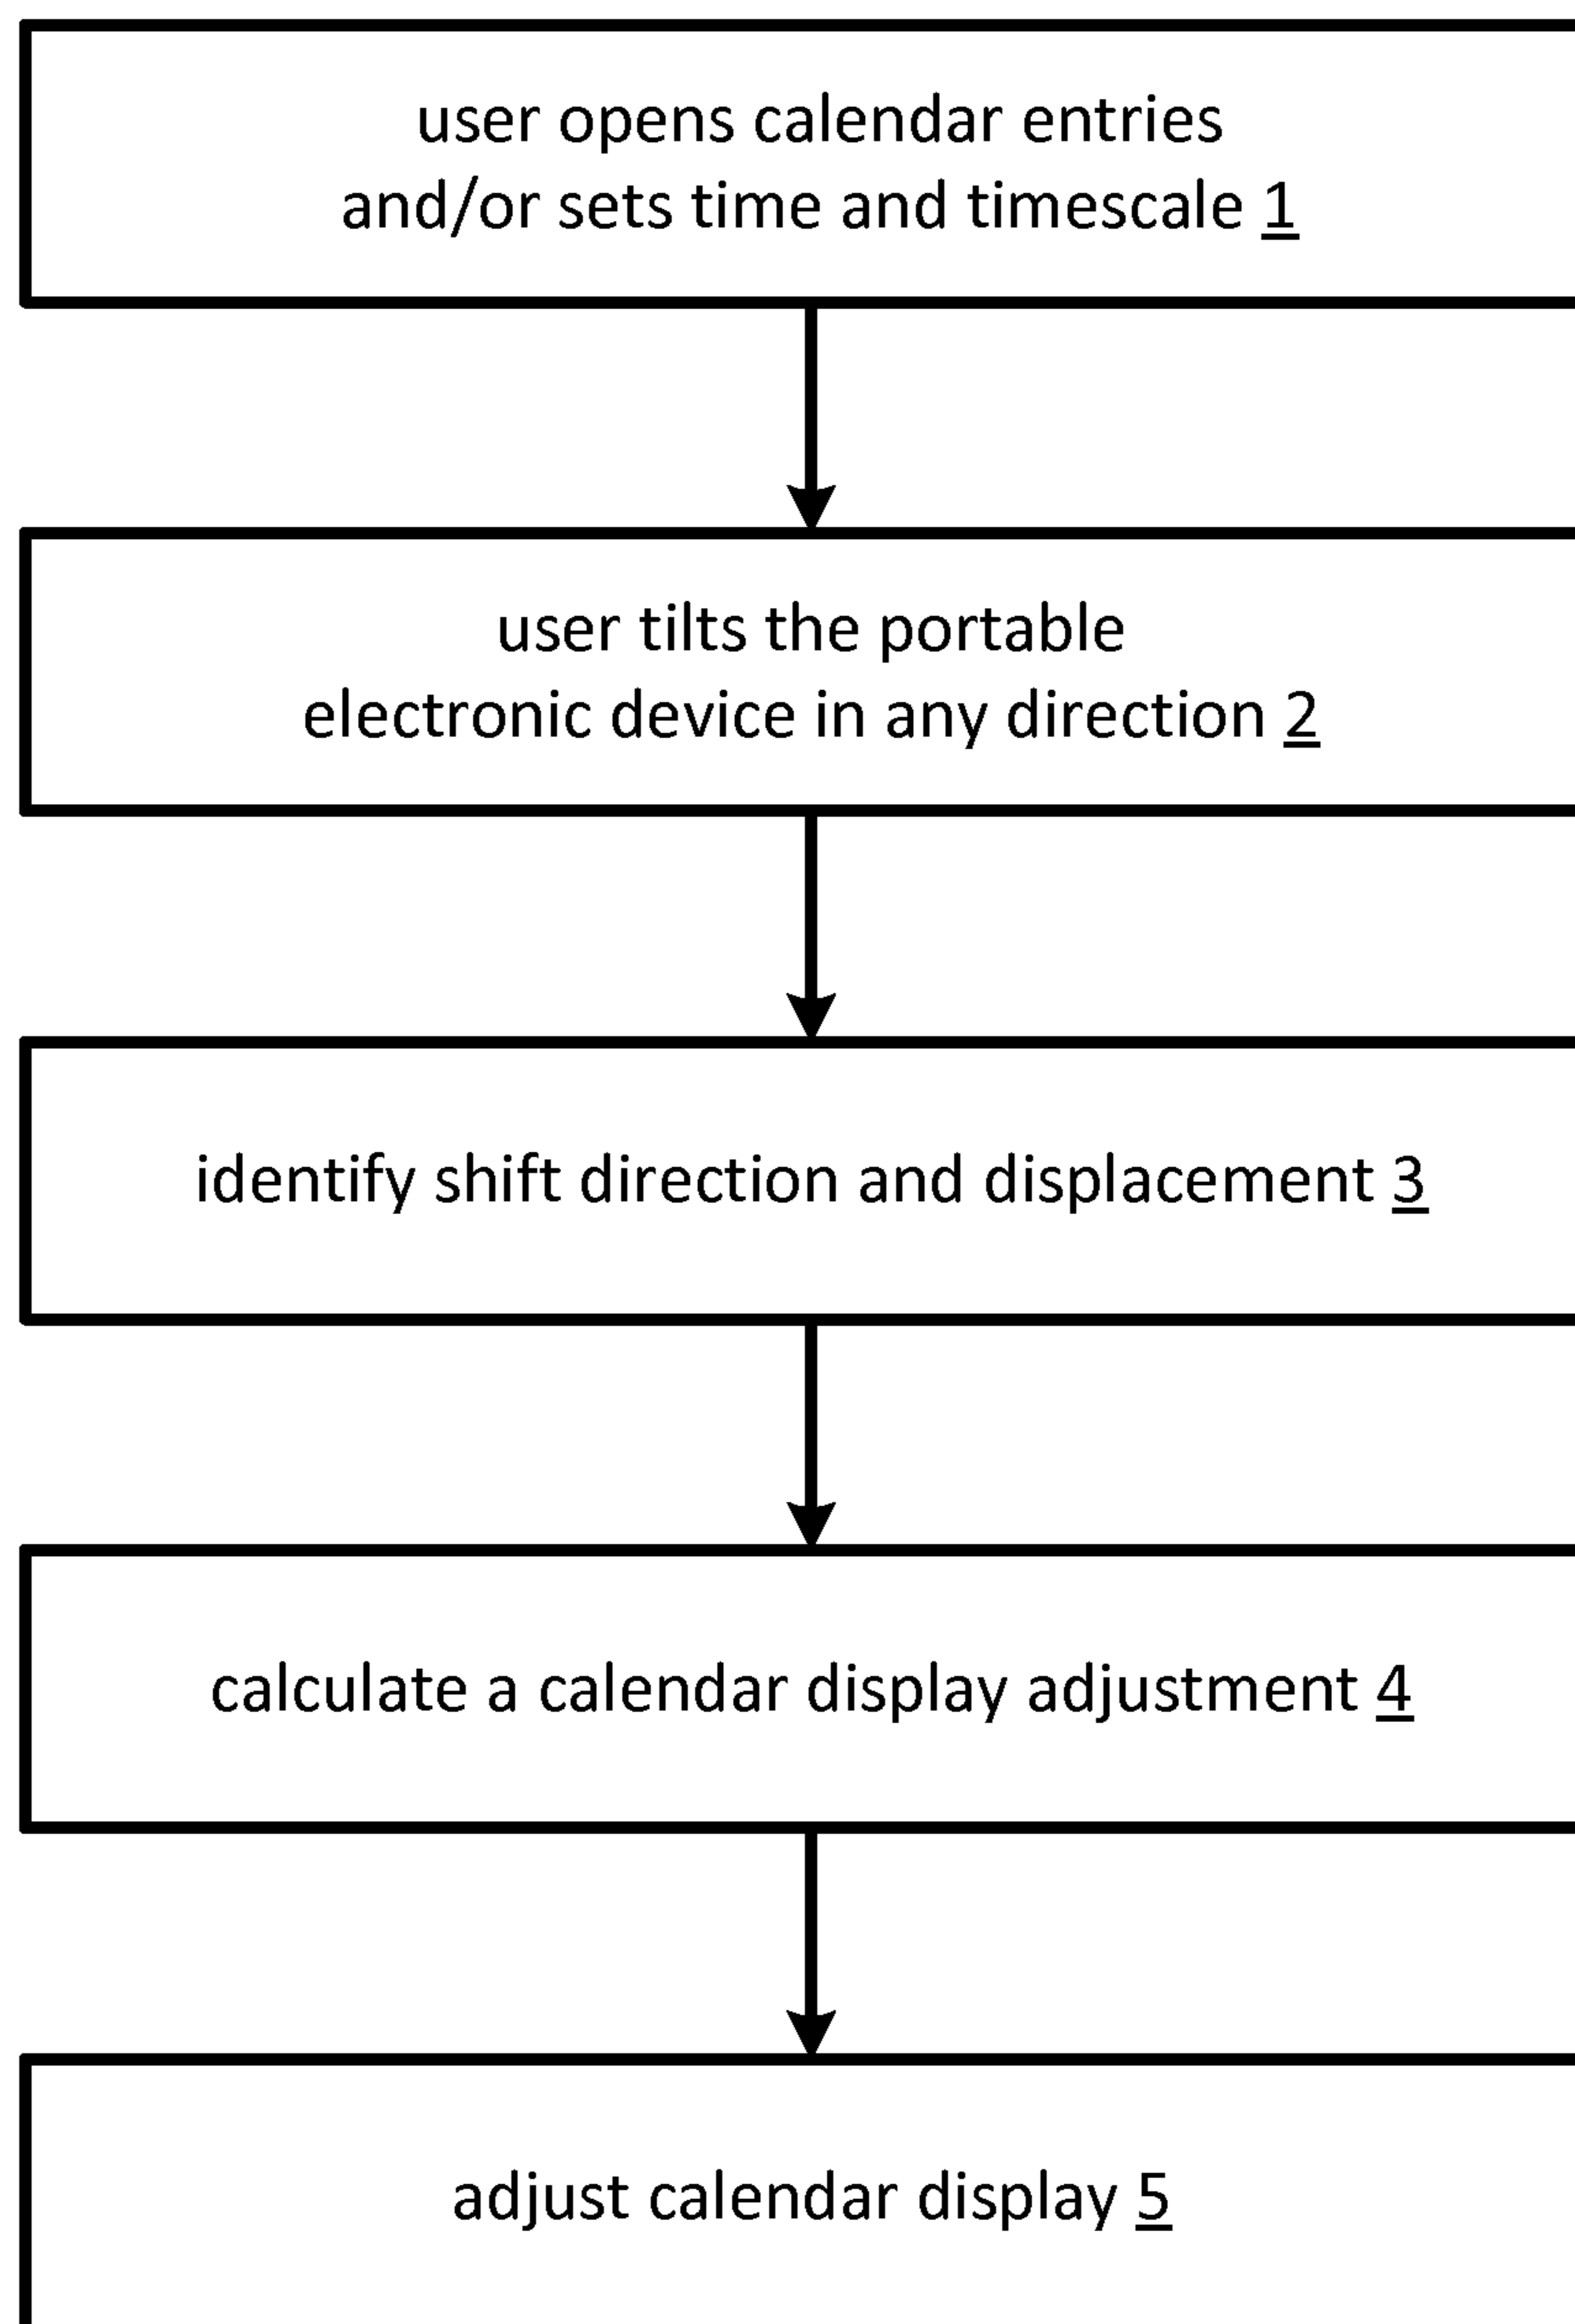 user opens calendar entries
and/or sets time and timescale 1
user tilts the portable
electronic device in any direction 2
identify shift direction and displacement 3
calculate a calendar display adjustment 4
adjust calendar display 5